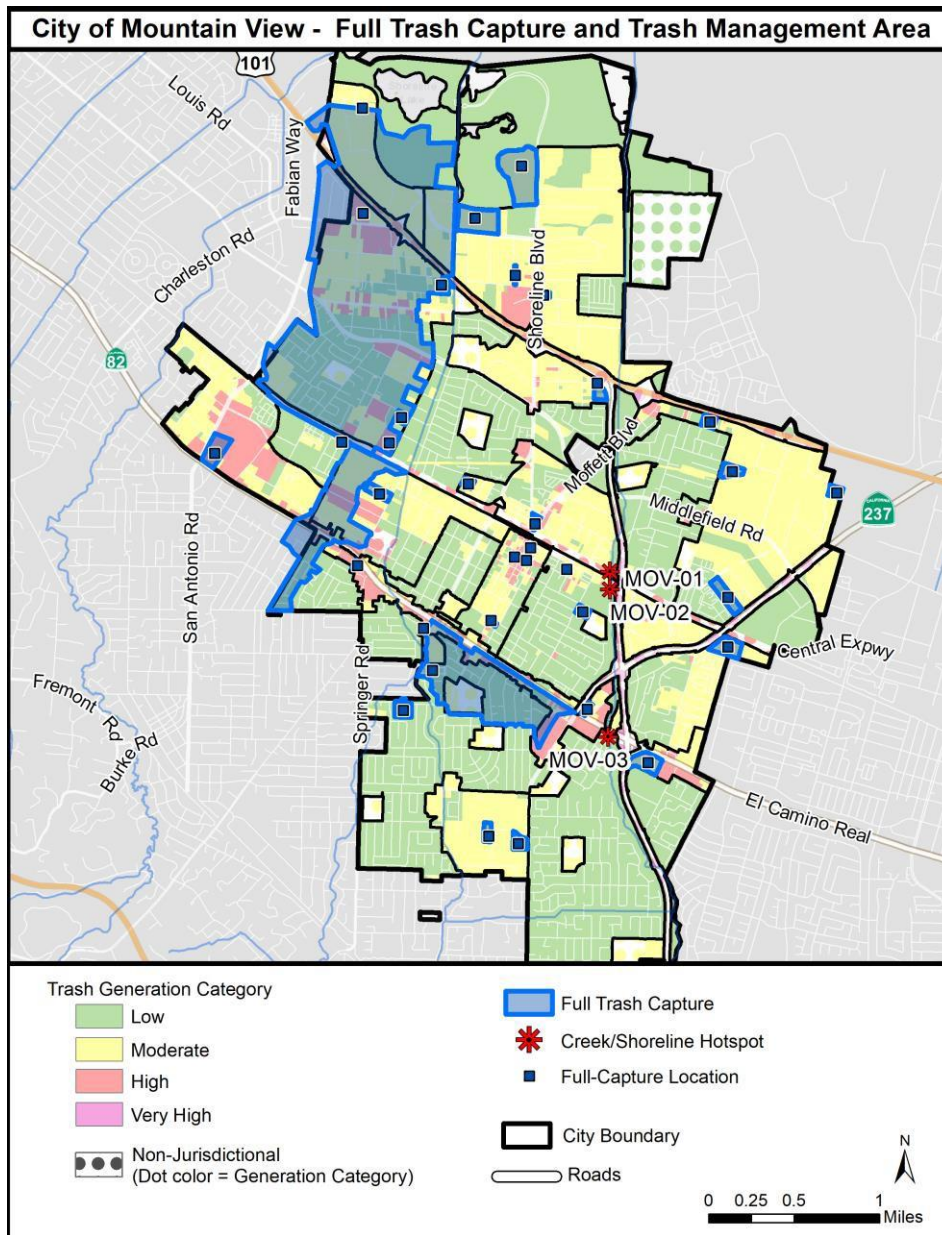 City of Mountain View - Full Trash Capture and Trash Management Area
101
Louis Rd
Fabian Way
Charleston Rd
Shoreline Blvd
82
Moffett Blvd
Middlefield Rd
CALIFORNIA
237
San Antonio Rd
MOV-01
MOV-02
Central Expwy
Springer Rd
Fremont Rd
Burke Rd
MOV-03
El Camino Real
Trash Generation Category
Low
Moderate
High
Very High
Non-Jurisdictional
(Dot color = Generation Category)
Full Trash Capture
Creek/Shoreline Hotspot
Full-Capture Location
City Boundary
Roads
N
0 0.25 0.5 1
Miles